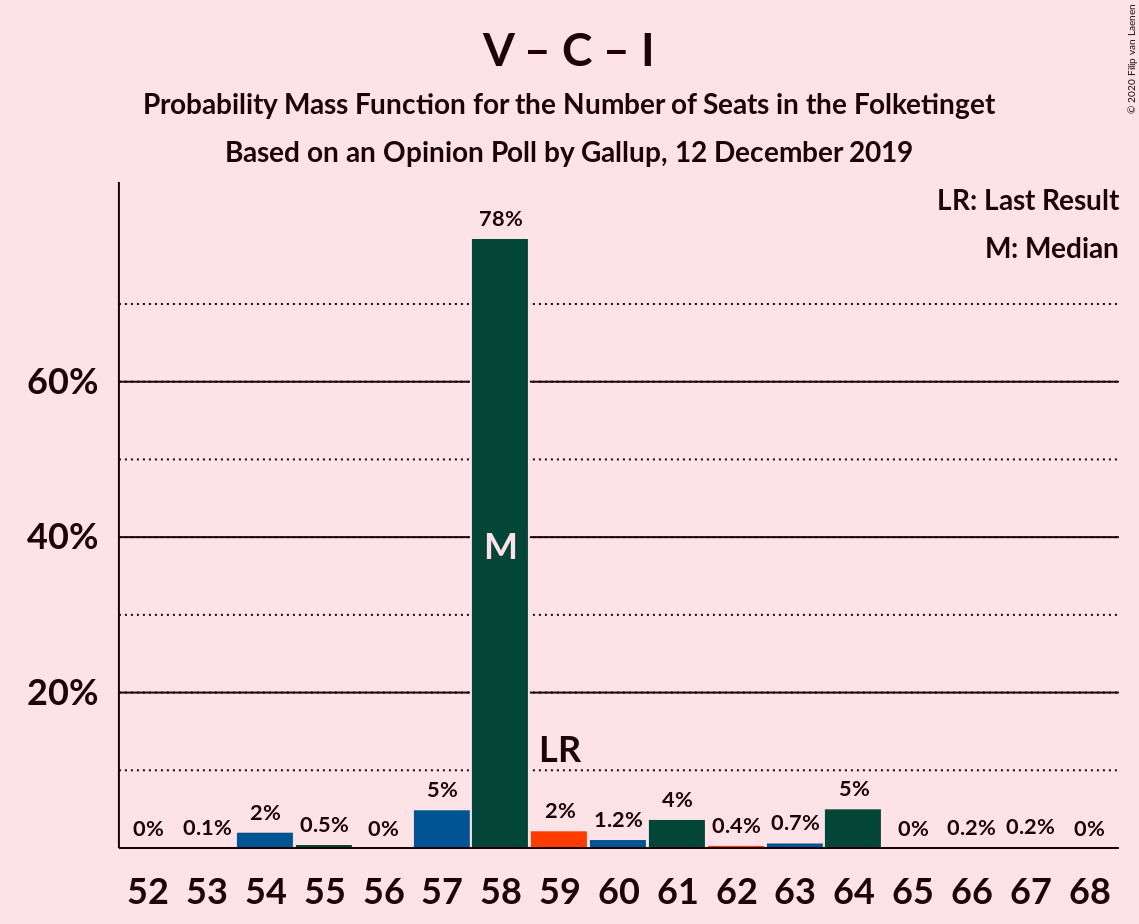 V – C – I
Probability Mass Function for the Number of Seats in the Folketinget
Based on an Opinion Poll by Gallup, 12 December 2019
© 2020 Filip van Laenen
LR: Last Result
M: Median
60%
40%
20%
0%
0.1%
2%
0.5%
0%
5%
78%
M
LR
2%
1.2%
4%
0.4%
0.7%
5%
0%
0.2%
0.2%
0%
52 53 54 55 56 57 58 59 60 61 62 63 64 65 66 67 68